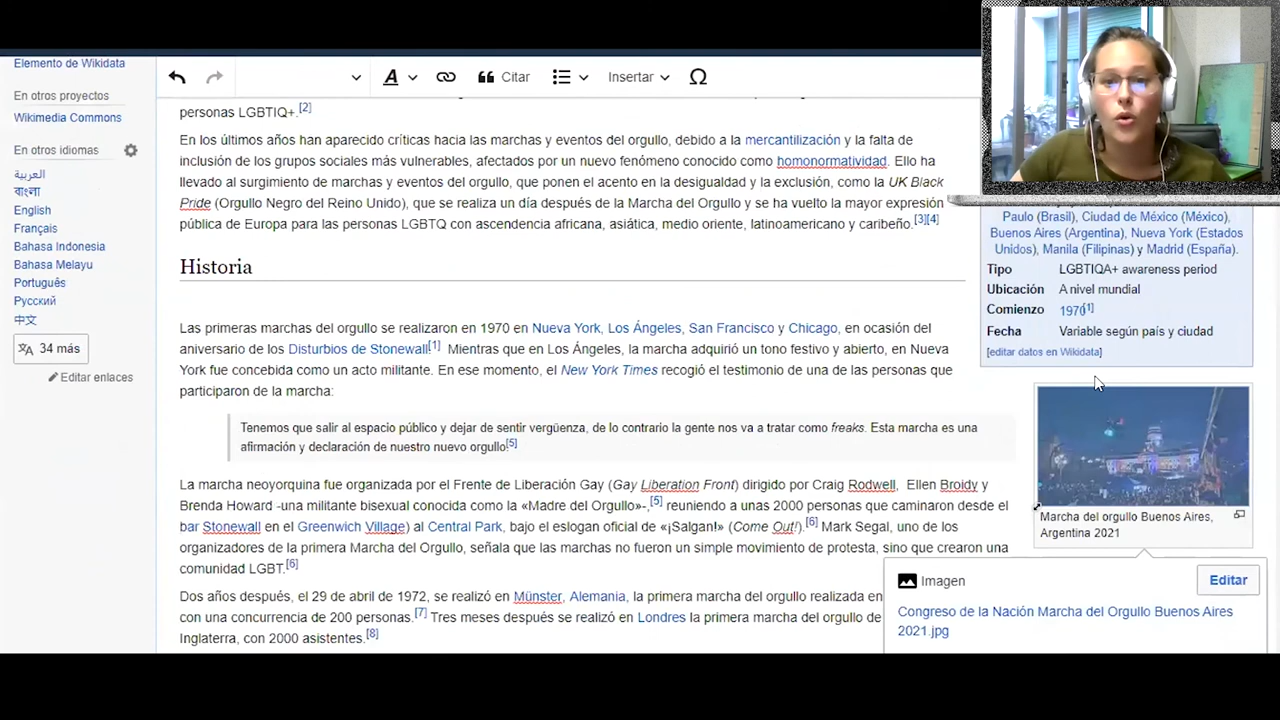 Elemento de Wikidata
En otros proyectos
Wikimedia Commons
En otros idiomas
العربية
বাংলা
English
Français
Bahasa Indonesia
Bahasa Melayu
Português
Русский
中文
34 más
Editar enlaces
A
Citar
Insertar
Ω
personas LGBTIQ+.[2]
En los últimos años han aparecido críticas hacia las marchas y eventos del orgullo, debido a la mercantilización y la falta de
inclusión de los grupos sociales más vulnerables, afectados por un nuevo fenómeno conocido como homonormatividad. Ello ha
llevado al surgimiento de marchas y eventos del orgullo, que ponen el acento en la desigualdad y la exclusión, como la UK Black
Pride (Orgullo Negro del Reino Unido), que se realiza un día después de la Marcha del Orgullo y se ha vuelto la mayor expresión
pública de Europa para las personas LGBTQ con ascendencia africana, asiática, medio oriente, latinoamericano y caribeño.[3][4]
Historia
Las primeras marchas del orgullo se realizaron en 1970 en Nueva York, Los Ángeles, San Francisco y Chicago, en ocasión del
aniversario de los Disturbios de Stonewall.[1] Mientras que en Los Ángeles, la marcha adquirió un tono festivo y abierto, en Nueva
York fue concebida como un acto militante. En ese momento, el New York Times recogió el testimonio de una de las personas que
participaron de la marcha:
Tenemos que salir al espacio público y dejar de sentir vergüenza, de lo contrario la gente nos va a tratar como freaks. Esta marcha es una
afirmación y declaración de nuestro nuevo orgullo[5]
La marcha neoyorquina fue organizada por el Frente de Liberación Gay (Gay Liberation Front) dirigido por Craig Rodwell, Ellen Broidy y
Brenda Howard -una militante bisexual conocida como la «Madre del Orgullo»-,[5] reuniendo a unas 2000 personas que caminaron desde el
bar Stonewall en el Greenwich Village) al Central Park, bajo el eslogan oficial de «¡Salgan!» (Come Out!).[6] Mark Segal, uno de los
organizadores de la primera Marcha del Orgullo, señala que las marchas no fueron un simple movimiento de protesta, sino que crearon una
comunidad LGBT.[6]
Dos años después, el 29 de abril de 1972, se realizó en Münster, Alemania, la primera marcha del orgullo realizada en
con una concurrencia de 200 personas.[7] Tres meses después se realizó en Londres la primera marcha del orgullo de
Inglaterra, con 2000 asistentes.[8]
Paulo (Brasil), Ciudad de México (México),
Buenos Aires (Argentina), Nueva York (Estados
Unidos), Manila (Filipinas) y Madrid (España).
Tipo LGBTIQA+ awareness period
Ubicación A nivel mundial
Comienzo 1970[1]
Fecha Variable según país y ciudad
[editar datos en Wikidata]
Marcha del orgullo Buenos Aires,
Argentina 2021
Imagen
Editar
Congreso de la Nación Marcha del Orgullo Buenos Aires
2021.jpg